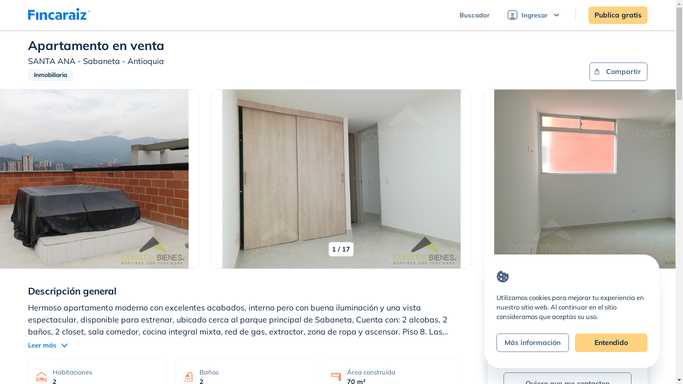 Fincaraíz
Buscador
Ingresar
Publica gratis
Apartamento en venta
SANTA ANA - Sabaneta - Antioquia
Inmobiliaria
Compartir
BIENES.
1 / 17
Descripción general
Hermoso apartamento moderno con excelentes acabados, interno pero con buena iluminación y una vista
espectacular, disponible para estrenar, ubicado cerca al parque principal de Sabaneta, Cuenta con: 2 alcobas, 2
baños, 2 closet, sala comedor, cocina integral mixta, red de gas, extractor, zona de ropa y ascensor. Piso 8. Las...
Leer más
Habitaciones
2
Baños
2
Área construida
70 m²
Utilizamos cookies para mejorar tu experiencia en
nuestro sitio web. Al continuar en el sitio
consideramos que aceptas su uso.
Más información
Entendido
Quiero que me contacten